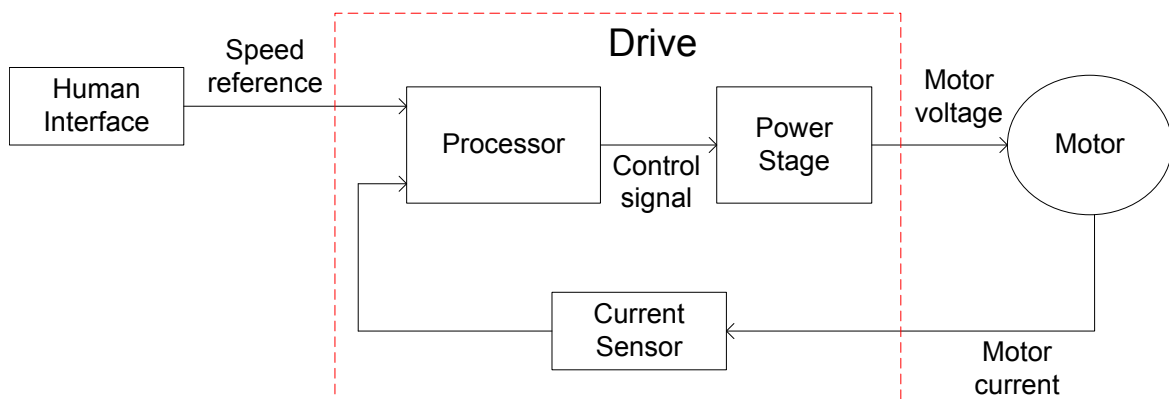 Drive
Speed
reference
Human
Interface
Processor
Control
signal
Power
Stage
Motor
voltage
Motor
Current
Sensor
Motor
current